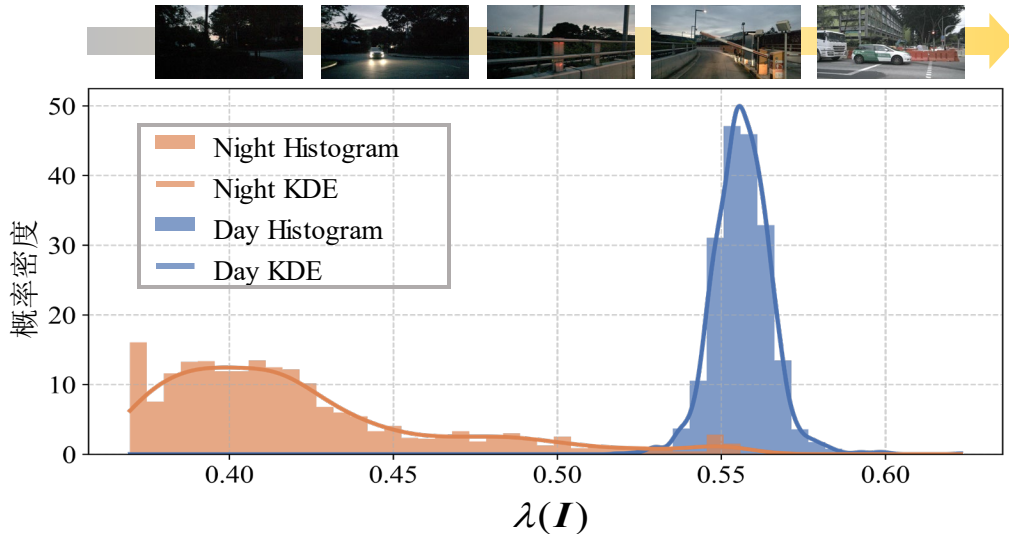 50
40
30
20
10
0
概率密度
Night Histogram
Night KDE
Day Histogram
Day KDE
0.40 0.45 0.50 0.55 0.60
λ(I)